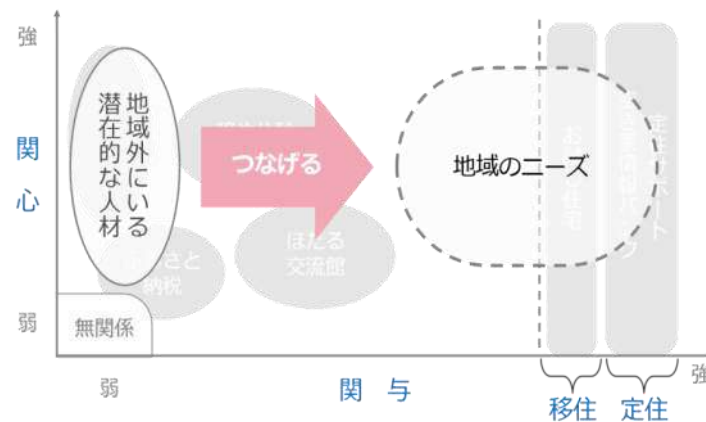 強
関
心
弱
地域外にいる
潜在的な人材
つなげる
地域のニーズ
ほたる
交流館
納税
無関係
弱
関 与
強
移住
定住